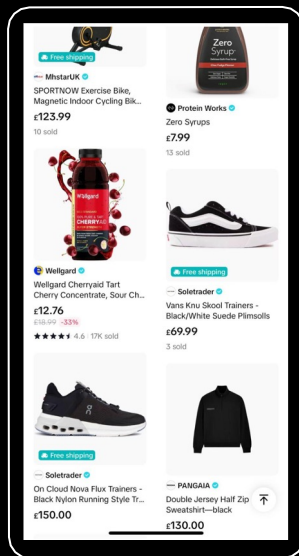 Free shipping
MhstarUK
SPORTNOW Exercise Bike,
Magnetic Indoor Cycling Bik...
£123.99
10 sold
Wellgard
CHERRYAID
Wellgard
Wellgard Cherryaid Tart
Cherry Concentrate, Sour Ch...
£12.76
£18.99 -33%
4.6 17K sold
Free shipping
Soletrader
On Cloud Nova Flux Trainers -
Black Nylon Running Style Tr...
£150.00
Zero
Syrup
Protein Works
Zero Syrups
£7.99
13 sold
Free shipping
Soletrader
Vans Knu Skool Trainers -
Black/White Suede Plimsolls
£69.99
3 sold
PANGAIA
Double Jersey Half Zip
Sweatshirt—black
£130.00